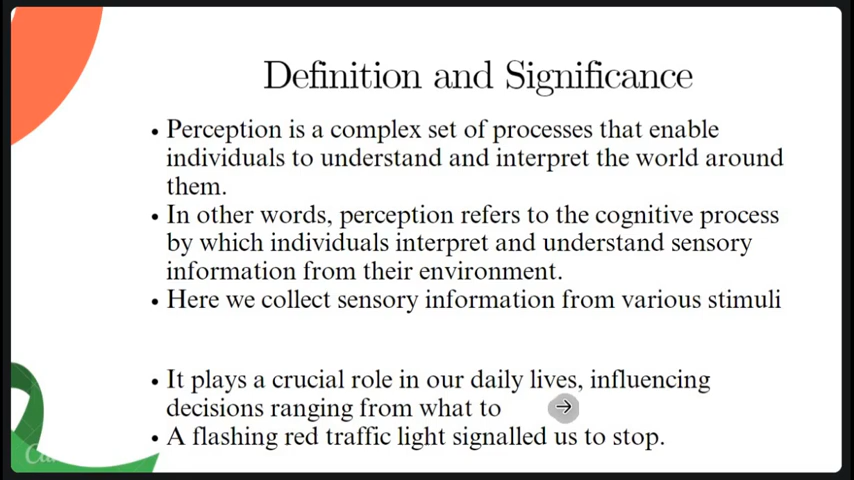 Definition and Significance
• Perception is a complex set of processes that enable
individuals to understand and interpret the world around
them.
• In other words, perception refers to the cognitive process
by which individuals interpret and understand sensory
information from their environment.
• Here we collect sensory information from various stimuli
• It plays a crucial role in our daily lives, influencing
decisions ranging from what to
• A flashing red traffic light signalled us to stop.